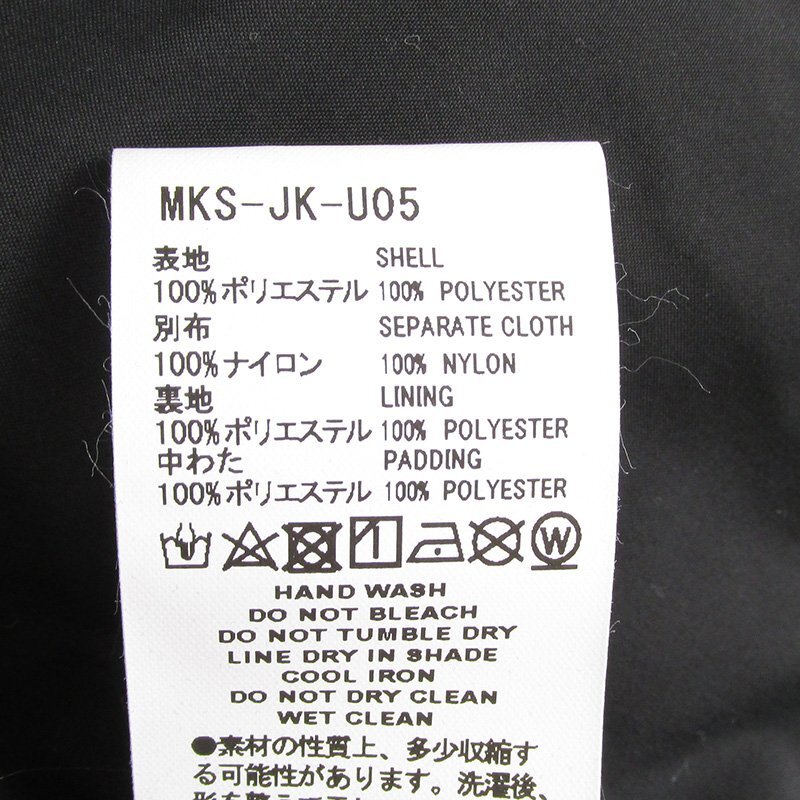 MKS-JK-U05
表地 SHELL
100%ポリエステル 100% POLYESTER
別布 SEPARATE CLOTH
100%ナイロン 100% NYLON
裏地 LINING
100%ポリエステル 100% POLYESTER
中わた PADDING
100%ポリエステル 100% POLYESTER
W
HAND WASH
DO NOT BLEACH
DO NOT TUMBLE DRY
LINE DRY IN SHADE
COOL IRON
DO NOT DRY CLEAN
WET CLEAN
●素材の性質上、多少収縮す
る可能性があります。洗濯後、